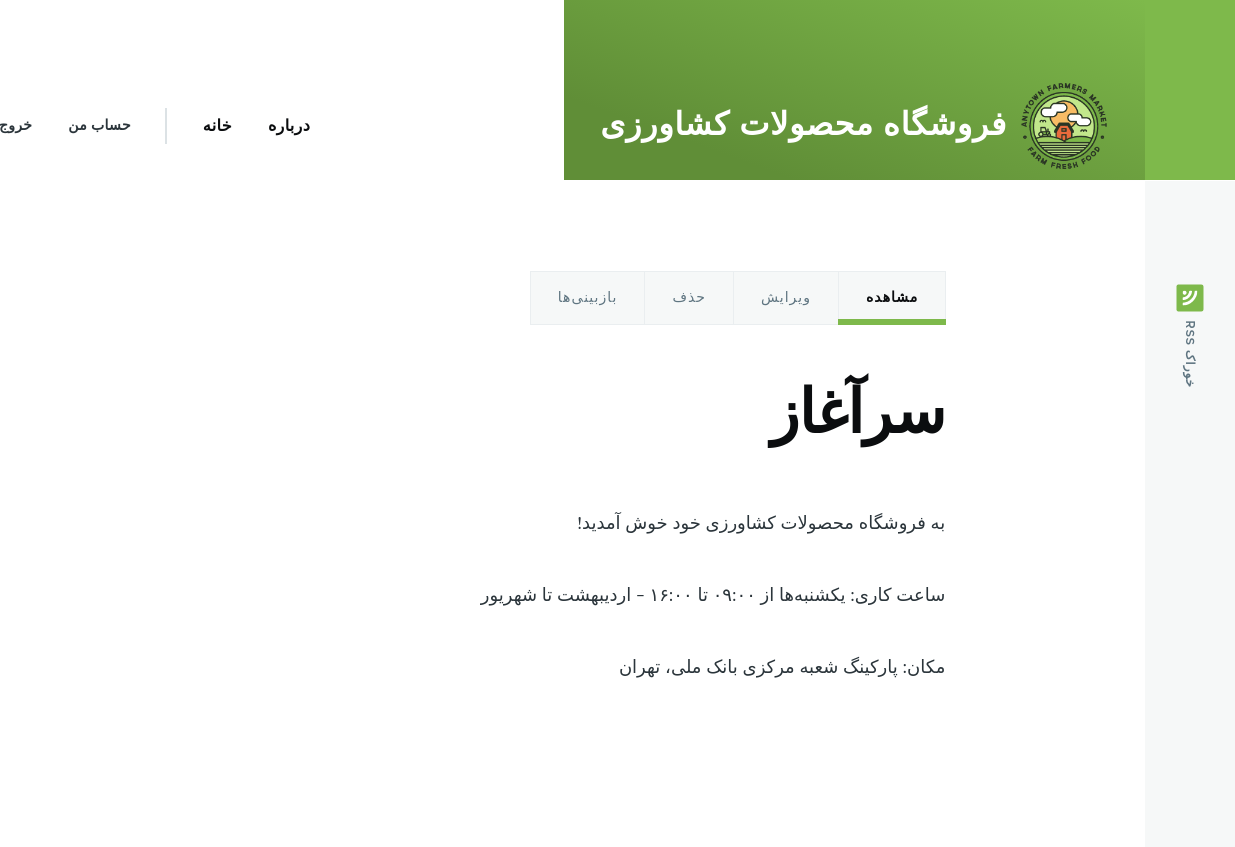 ANYTOWN FARMERS MARKET
FARM FRESH FOOD
فروشگاه محصولات کشاورزی
درباره
خانه
حساب من
خروج
خوراک RSS
مشاهده
ویرایش
حذف
بازبینی‌ها
سرآغاز
به فروشگاه محصولات کشاورزی خود خوش آمدید!
ساعت کاری: یکشنبه‌ها از ۰۹:۰۰ تا ۱۶:۰۰ – اردیبهشت تا شهریور
مکان: پارکینگ شعبه مرکزی بانک ملی، تهران